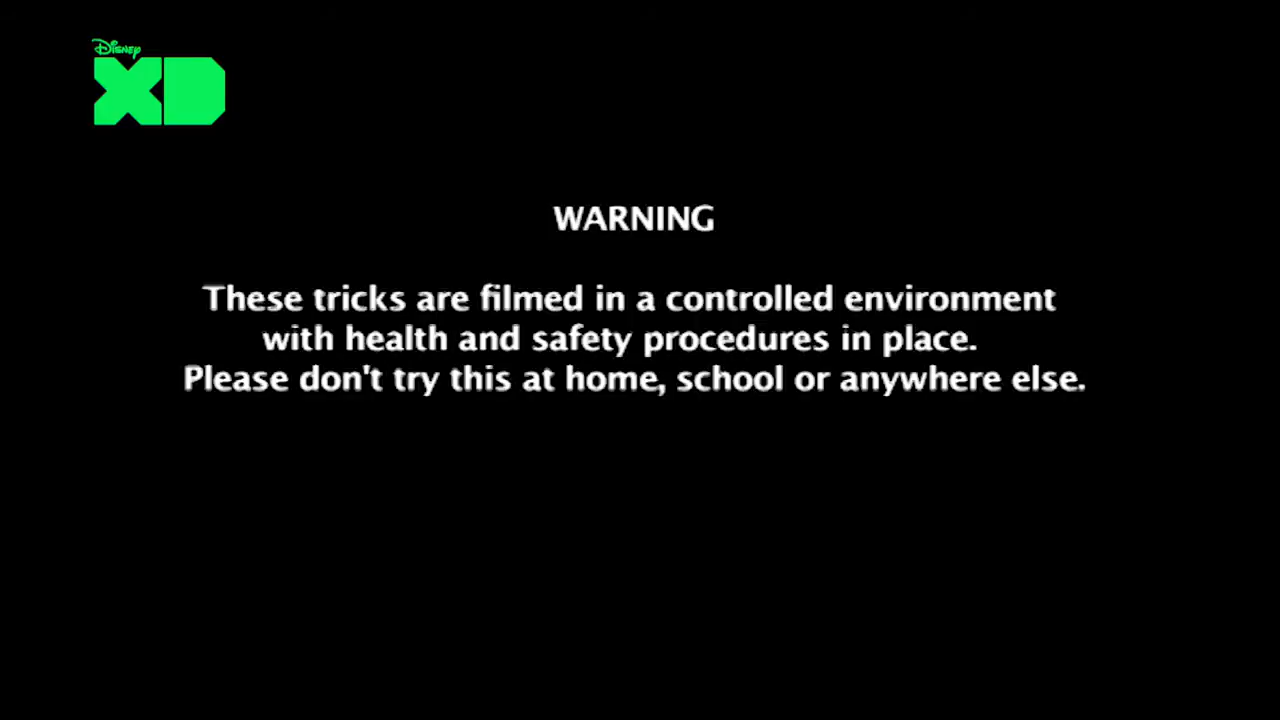 Disney
XD
WARNING
These tricks are filmed in a controlled environment
with health and safety procedures in place.
Please don't try this at home, school or anywhere else.